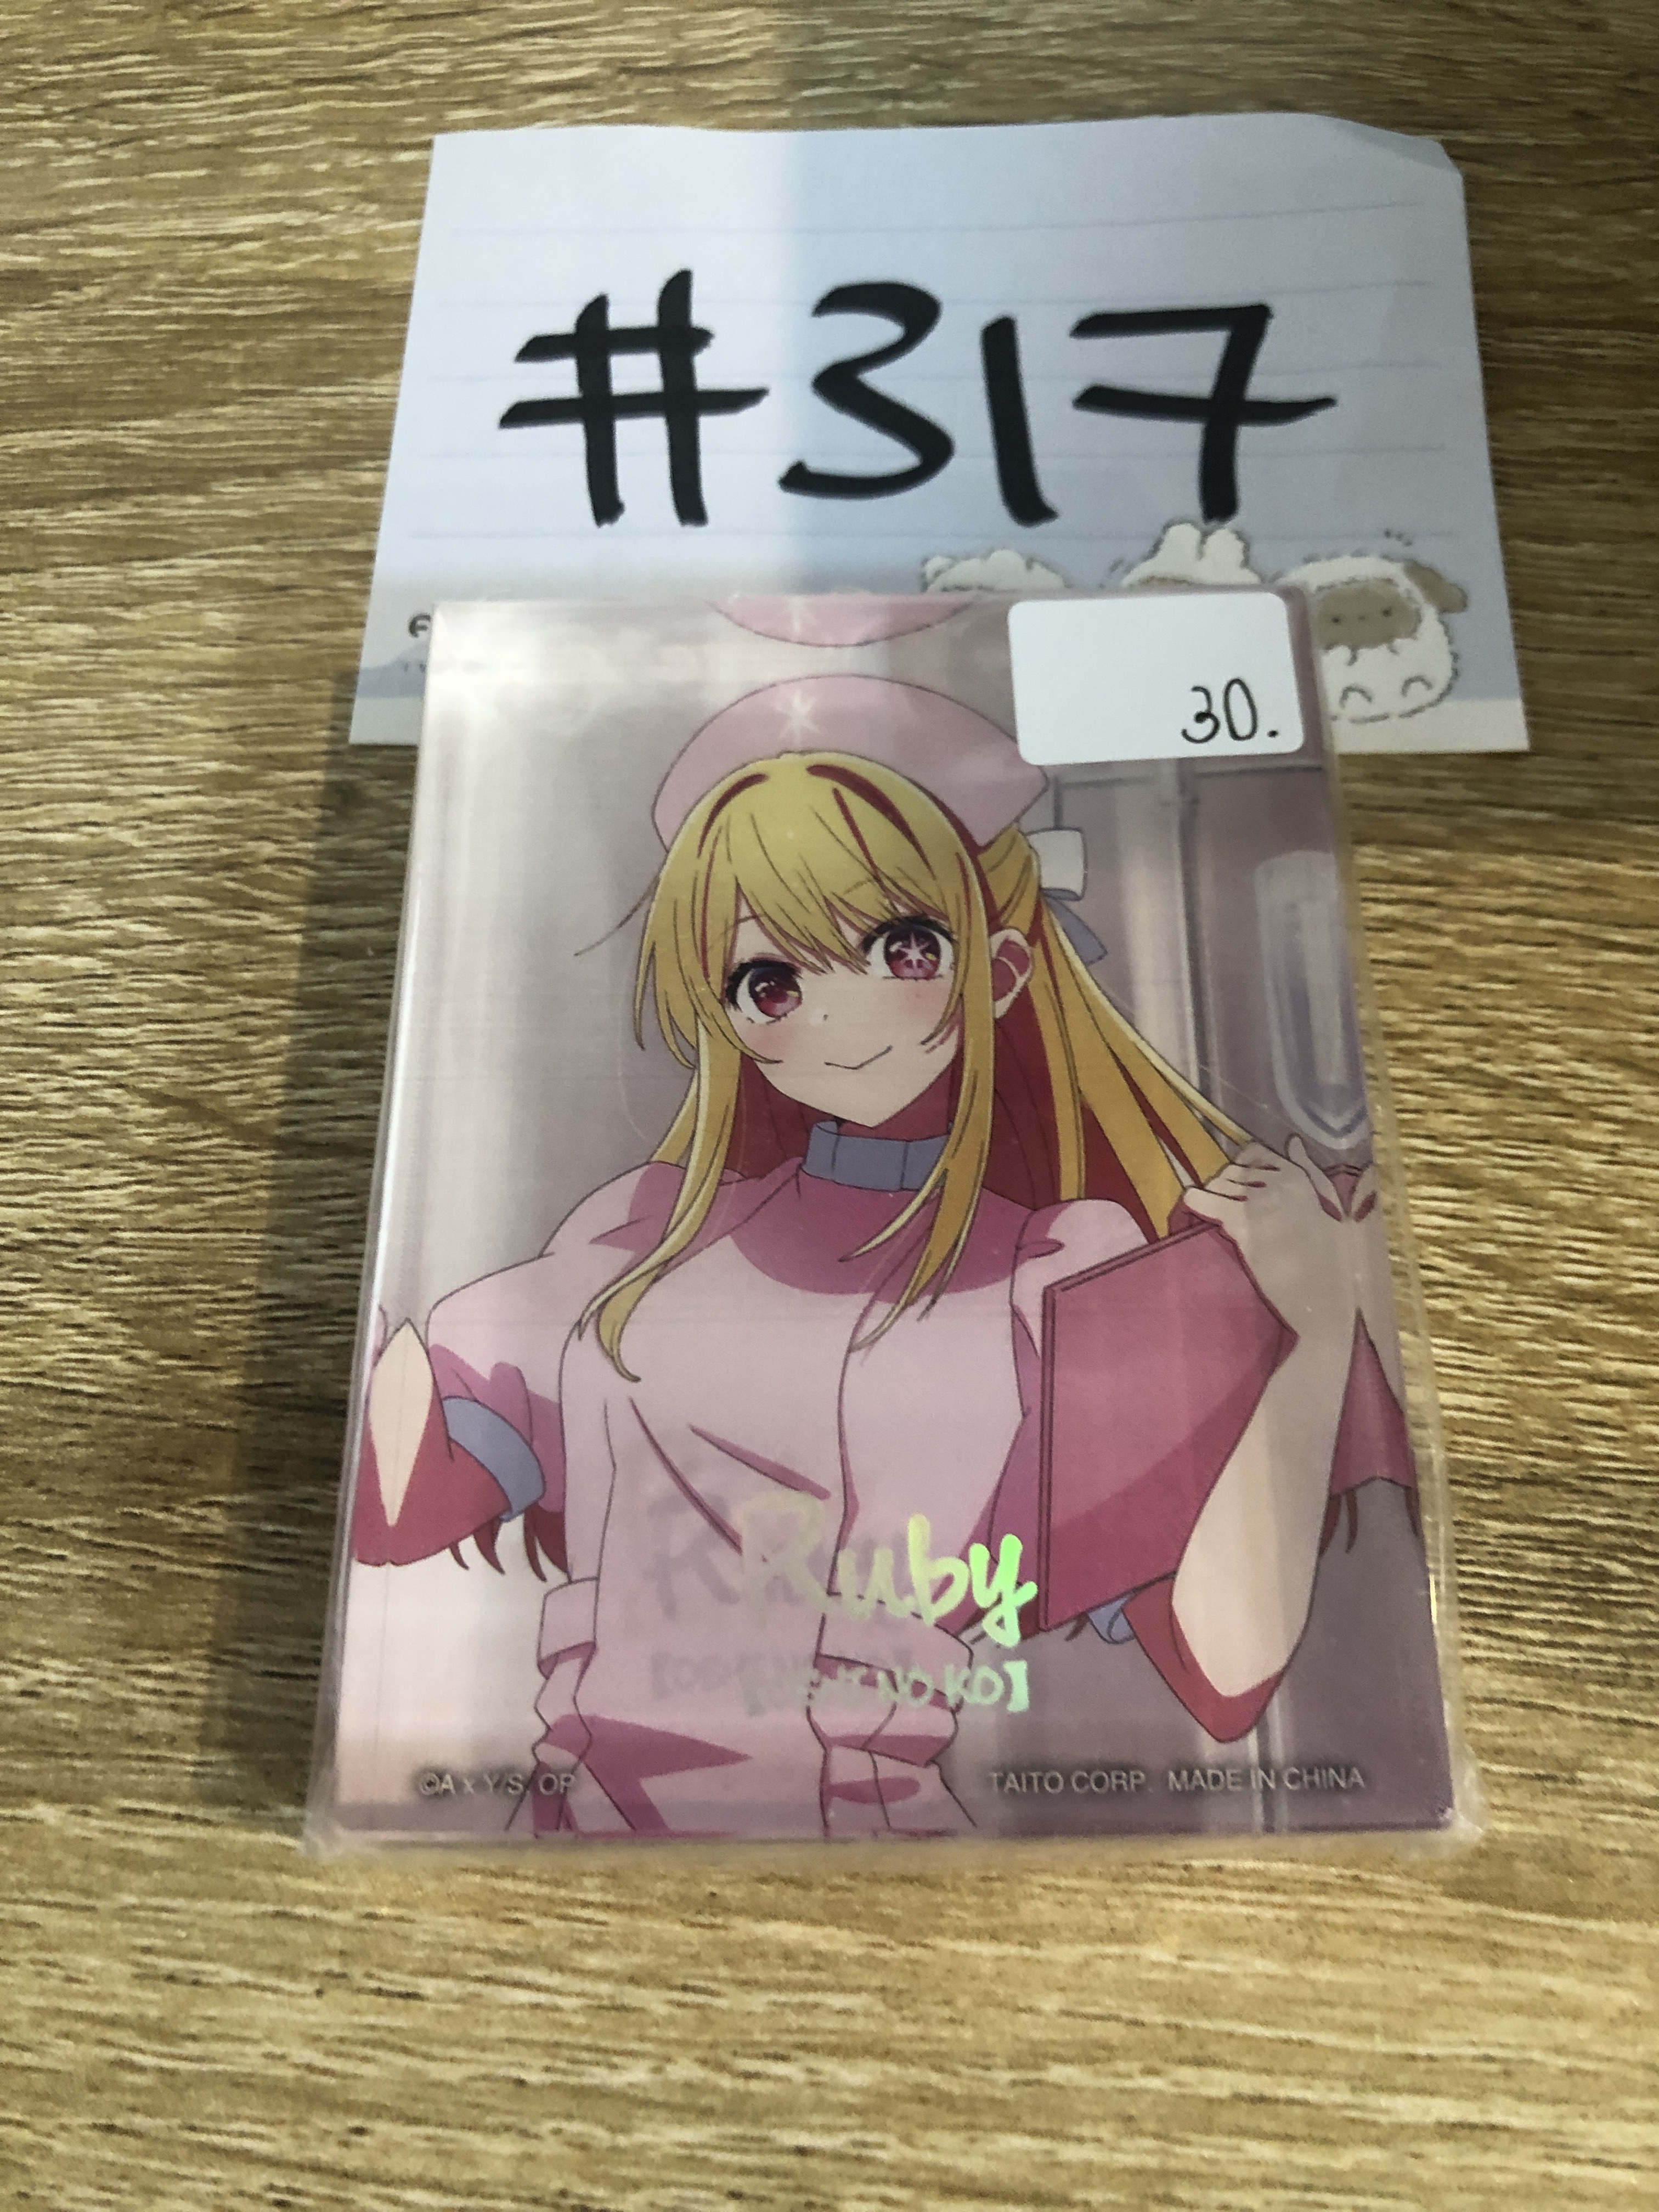 #317
30.
Ruby
【OSHI NO KO】
©A x Y/S, OP
TAITO CORP. MADE IN CHINA